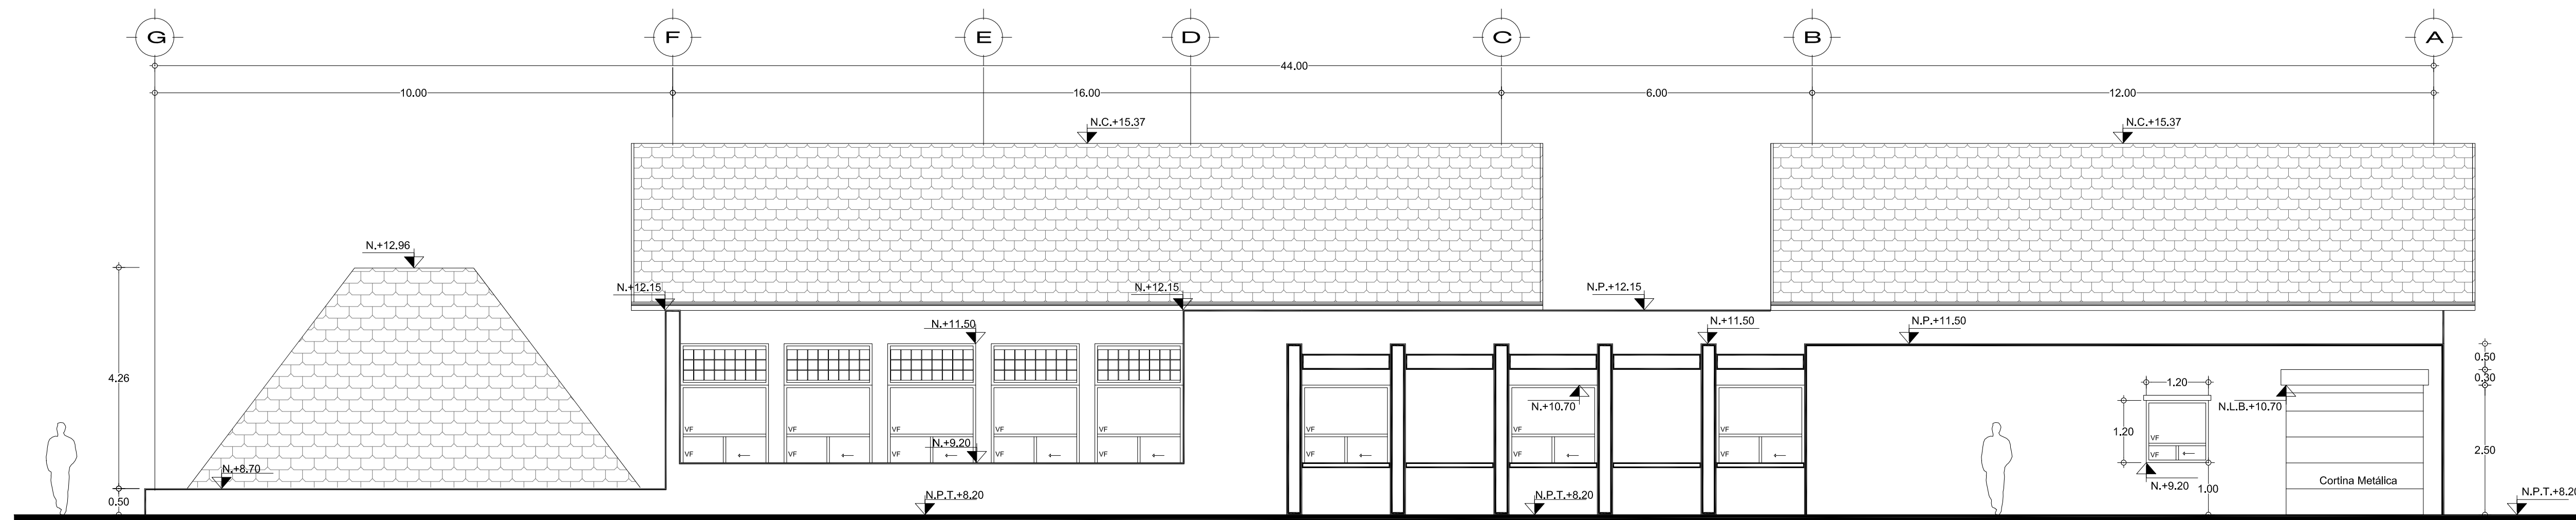 G F E D C B A
44.00
10.00 16.00 6.00 12.00
N.C.+15.37 N.C.+15.37
N.+12.96
N.+12.15 N.+12.15 N.P.+12.15
N.+11.50 N.+11.50 N.P.+11.50
0.50
4.26 0.30
1.20
N.+10.70 N.L.B.+10.70
VF VF VF VF VF VF VF VF 1.20
VF
N.+9.20
2.50
VF VF VF VF VF VF VF VF VF
N.+8.70
Cortina Metálica
N.+9.20 1.00
0.50 N.P.T.+8.20 N.P.T.+8.20 N.P.T.+8.20